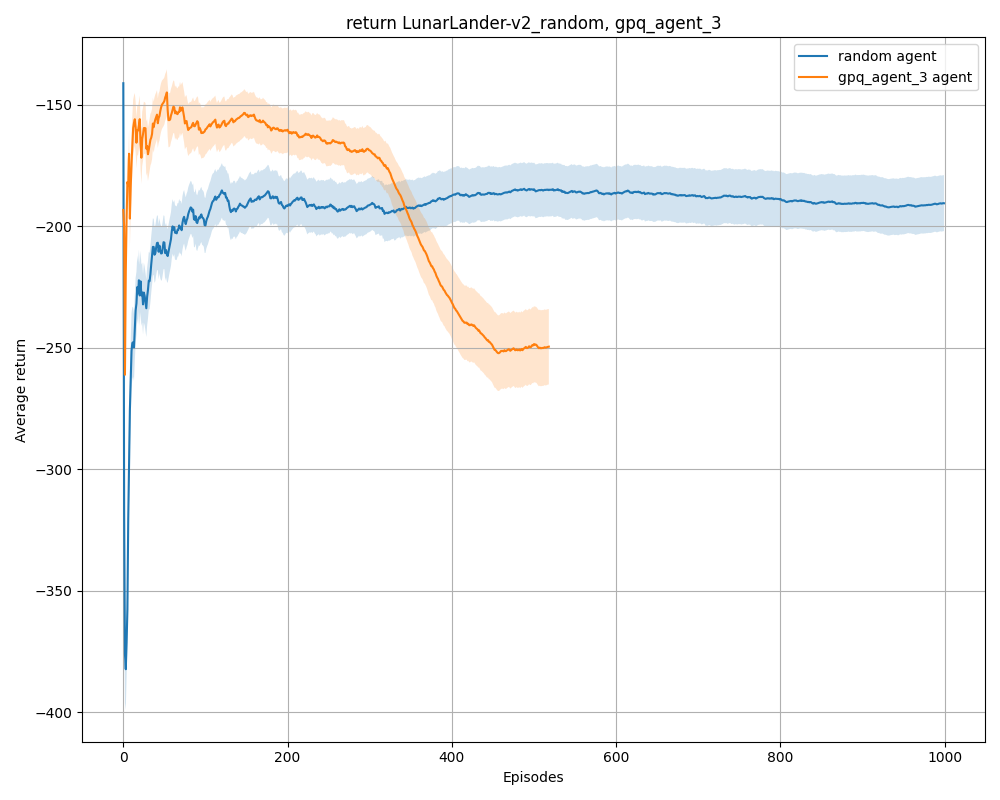 return LunarLander-v2_random, gpq_agent_3
random agent
gpq_agent_3 agent
Average return
−150
−200
−250
−300
−350
−400
0
200
400
600
800
1000
Episodes